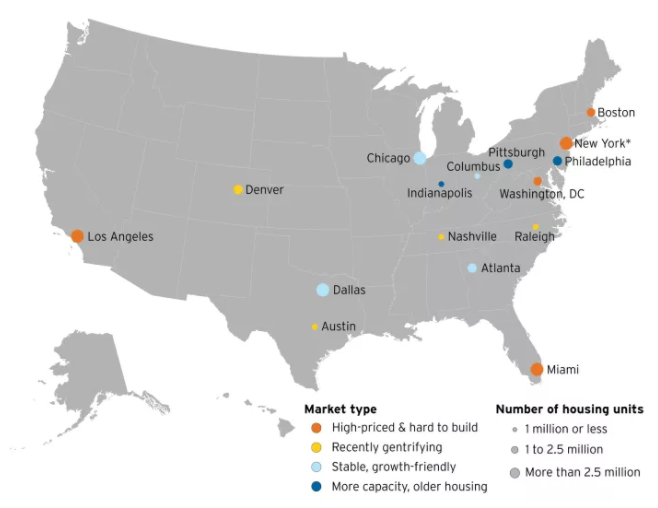 Boston
New York*
Pittsburgh
Chicago
Columbus
Philadelphia
Denver
Indianapolis
Washington, DC
Los Angeles
Nashville
Raleigh
Atlanta
Dallas
Austin
Miami
Market type
High-priced & hard to build
Recently gentrifying
Stable, growth-friendly
More capacity, older housing
Number of housing units
1 million or less
1 to 2.5 million
More than 2.5 million